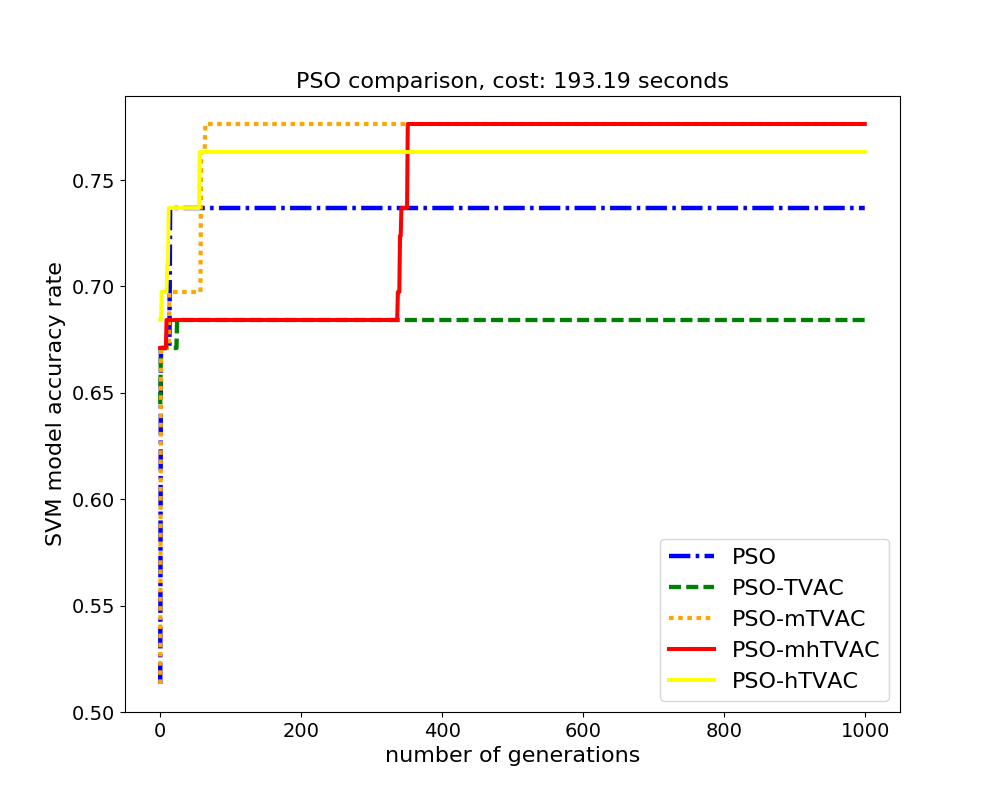 PSO comparison, cost: 193.19 seconds
SVM model accuracy rate
0.75
0.70
0.65
0.60
0.55
0.50
0 200 400 600 800 1000
number of generations
PSO
PSO-TVAC
PSO-mTVAC
PSO-mhTVAC
PSO-hTVAC